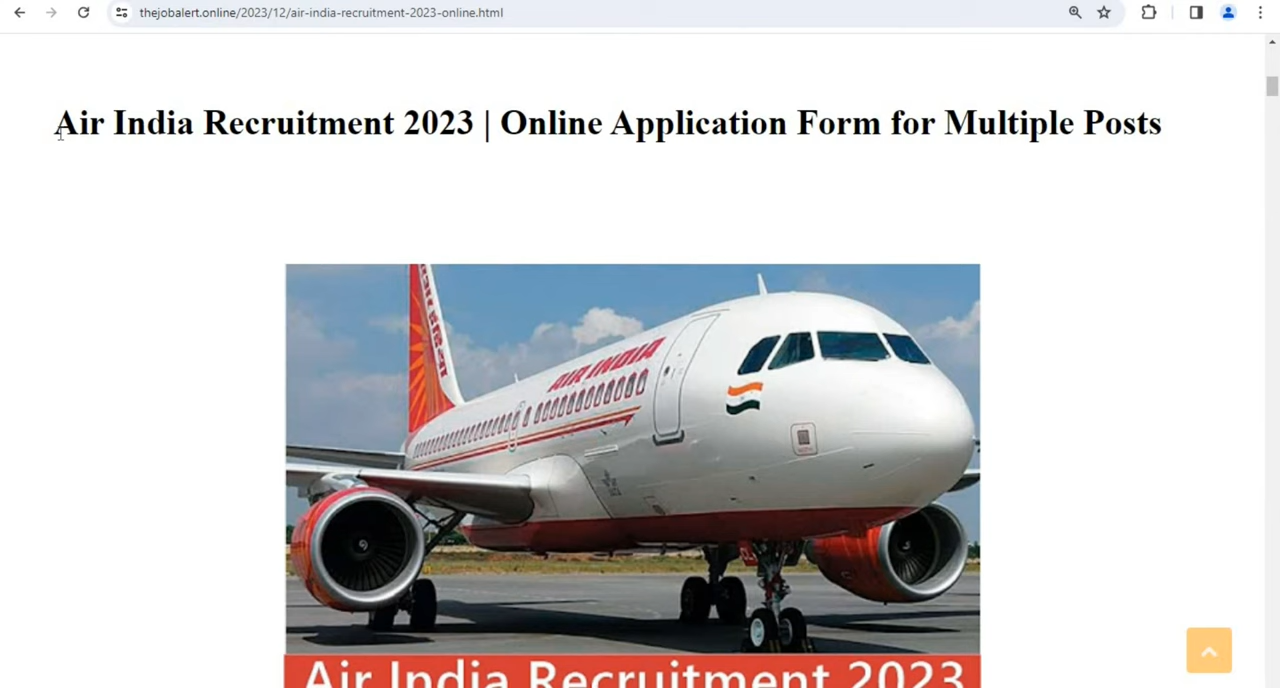 thejobalert.online/2023/12/air-india-recruitment-2023-online.html
Air India Recruitment 2023 | Online Application Form for Multiple Posts
AIR INDIA
Air India Recruitment 2023